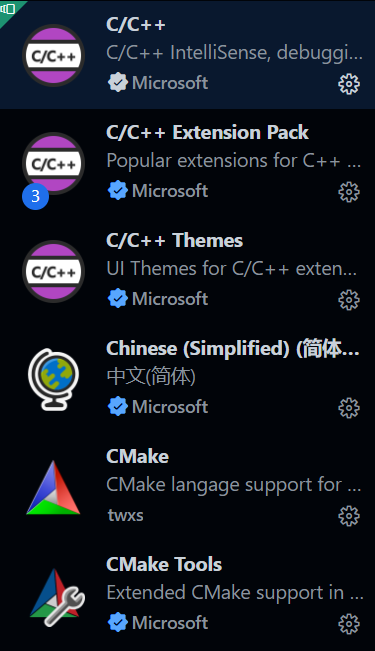 C/C++
C/C++
C/C++ IntelliSense, debuggi...
Microsoft
C/C++
3
C/C++ Extension Pack
Popular extensions for C++ ...
Microsoft
C/C++
C/C++ Themes
UI Themes for C/C++ exten...
Microsoft
Chinese (Simplified) (简体...
中文(简体)
Microsoft
CMake
CMake langage support for ...
twxs
CMake Tools
Extended CMake support in ...
Microsoft